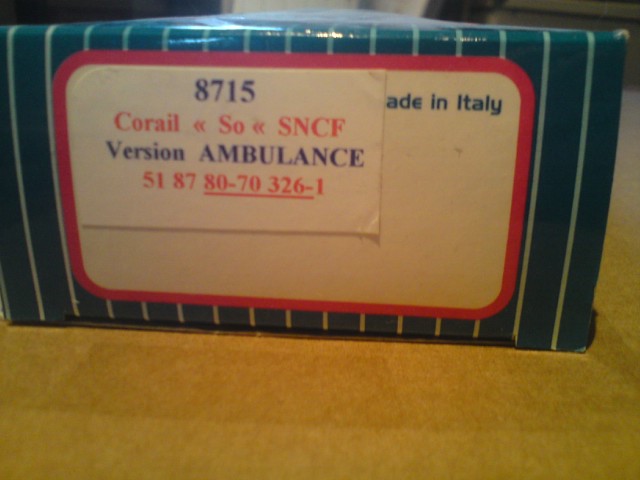 8715
Corail « So « SNCF
Version AMBULANCE
51 87 80-70 326-1
ade in Italy